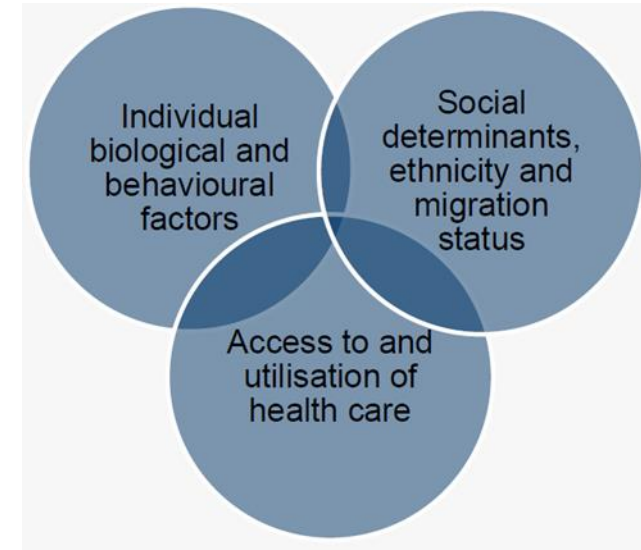 Individual
biological and
behavioural
factors
Social
determinants,
ethnicity and
migration
status
Access to and
utilisation of
health care